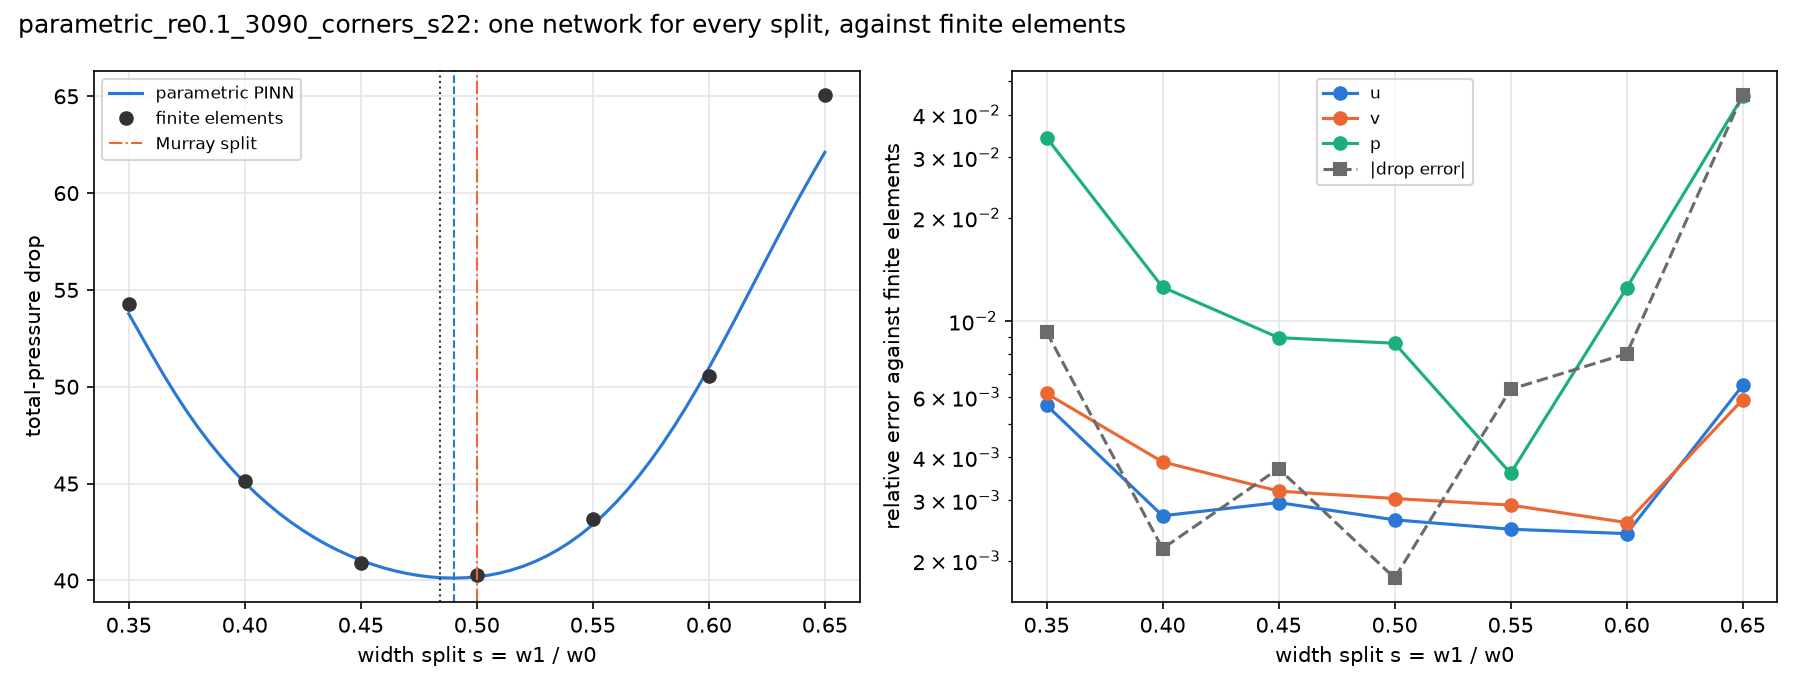 parametric_re0.1_3090_corners_s22: one network for every split, against finite elements
total-pressure drop
65
60
55
50
45
40
parametric PINN
finite elements
Murray split
0.35 0.40 0.45 0.50 0.55 0.60 0.65
width split s = w1 / w0
relative error against finite elements
4 × 10⁻²
3 × 10⁻²
2 × 10⁻²
10⁻²
6 × 10⁻³
4 × 10⁻³
3 × 10⁻³
2 × 10⁻³
u
v
p
|drop error|
0.35 0.40 0.45 0.50 0.55 0.60 0.65
width split s = w1 / w0